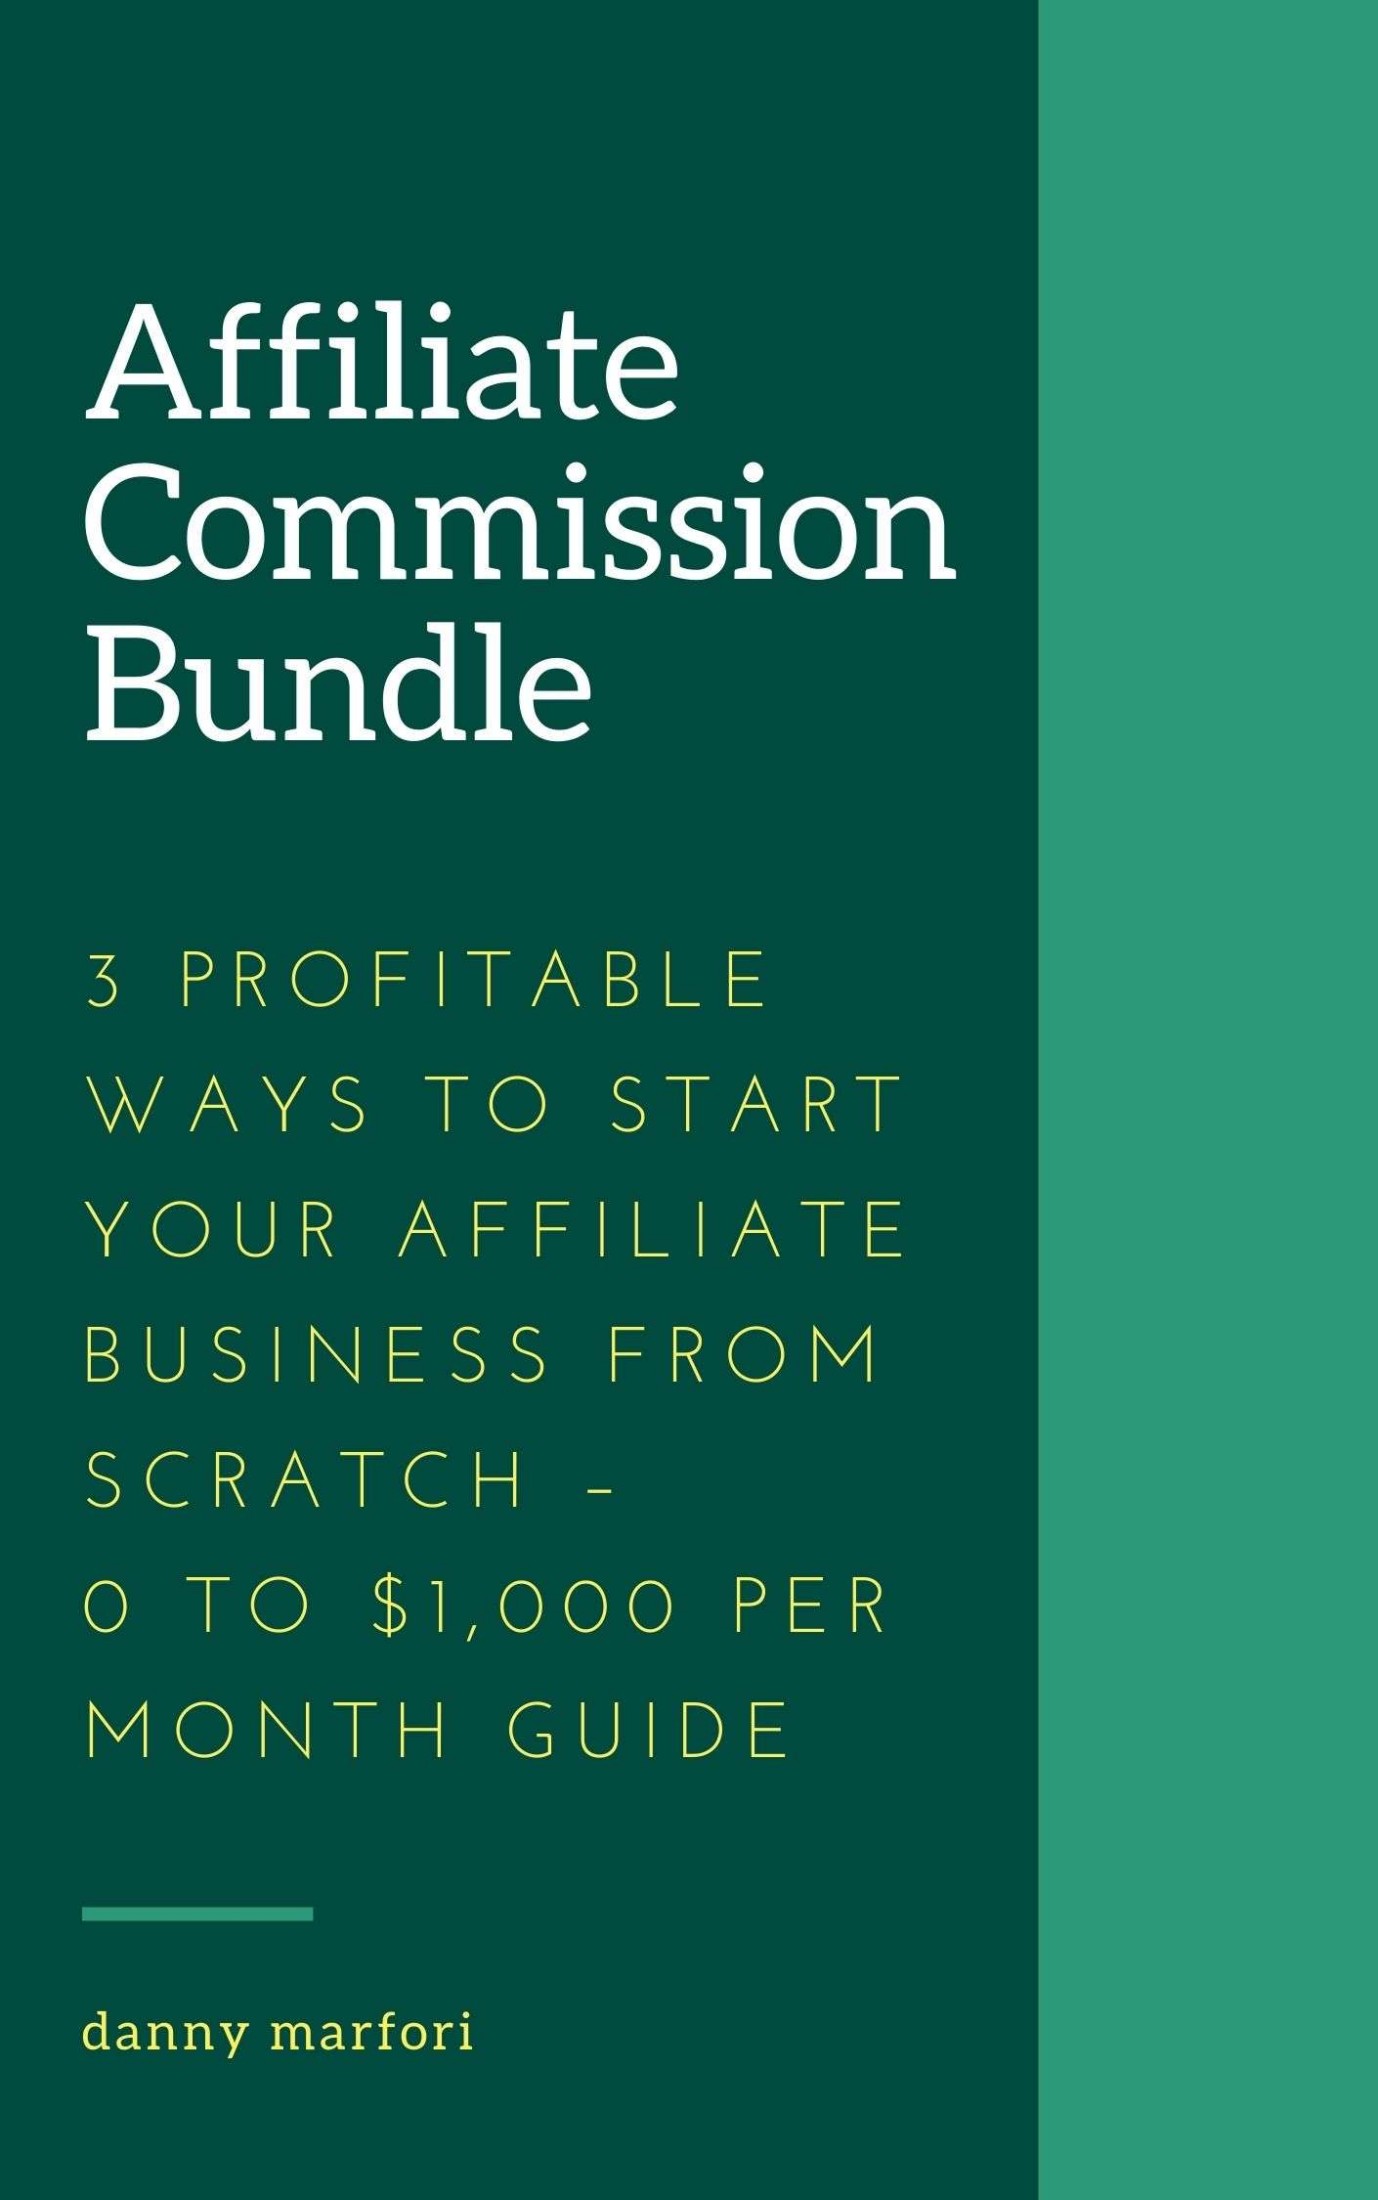 Affiliate
Commission
Bundle
3 PROFITABLE
WAYS TO START
YOUR AFFILIATE
BUSINESS FROM
SCRATCH –
0 TO $1,000 PER
MONTH GUIDE
danny marfori